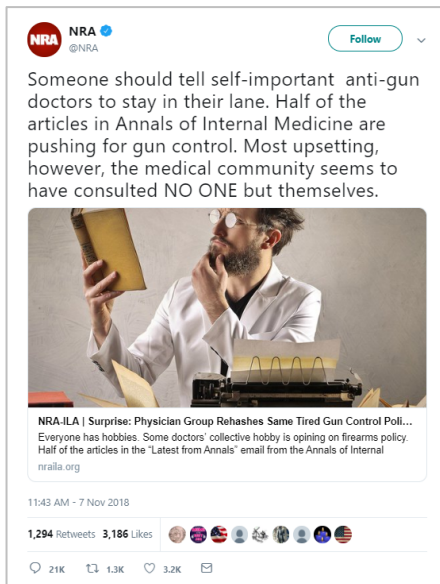 NRA
NRA
@NRA
Follow
Someone should tell self-important anti-gun
doctors to stay in their lane. Half of the
articles in Annals of Internal Medicine are
pushing for gun control. Most upsetting,
however, the medical community seems to
have consulted NO ONE but themselves.
NRA-ILA | Surprise: Physician Group Rehashes Same Tired Gun Control Poli...
Everyone has hobbies. Some doctors' collective hobby is opining on firearms policy.
Half of the articles in the "Latest from Annals" email from the Annals of Internal
nraila.org
11:43 AM - 7 Nov 2018
1,294 Retweets 3,186 Likes
21K 1.3K 3.2K